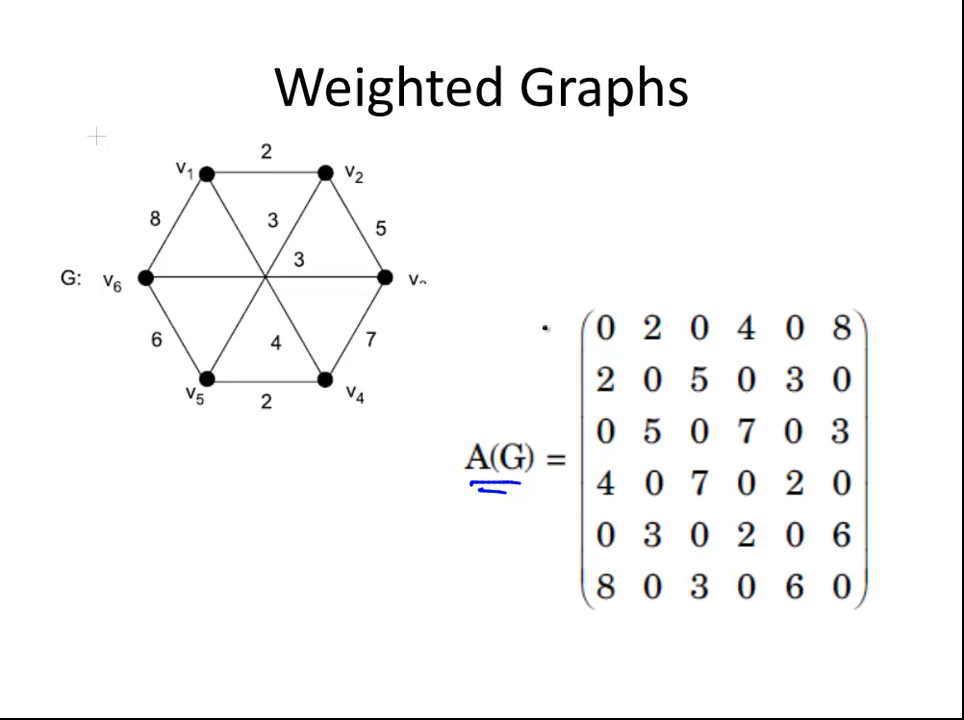 Weighted Graphs
2
v1
v2
8
3
5
3
G: v6
6
4
7
v5
v4
2
A(G) =
0 2 0 4 0 8
2 0 5 0 3 0
0 5 0 7 0 3
4 0 7 0 2 0
0 3 0 2 0 6
8 0 3 0 6 0